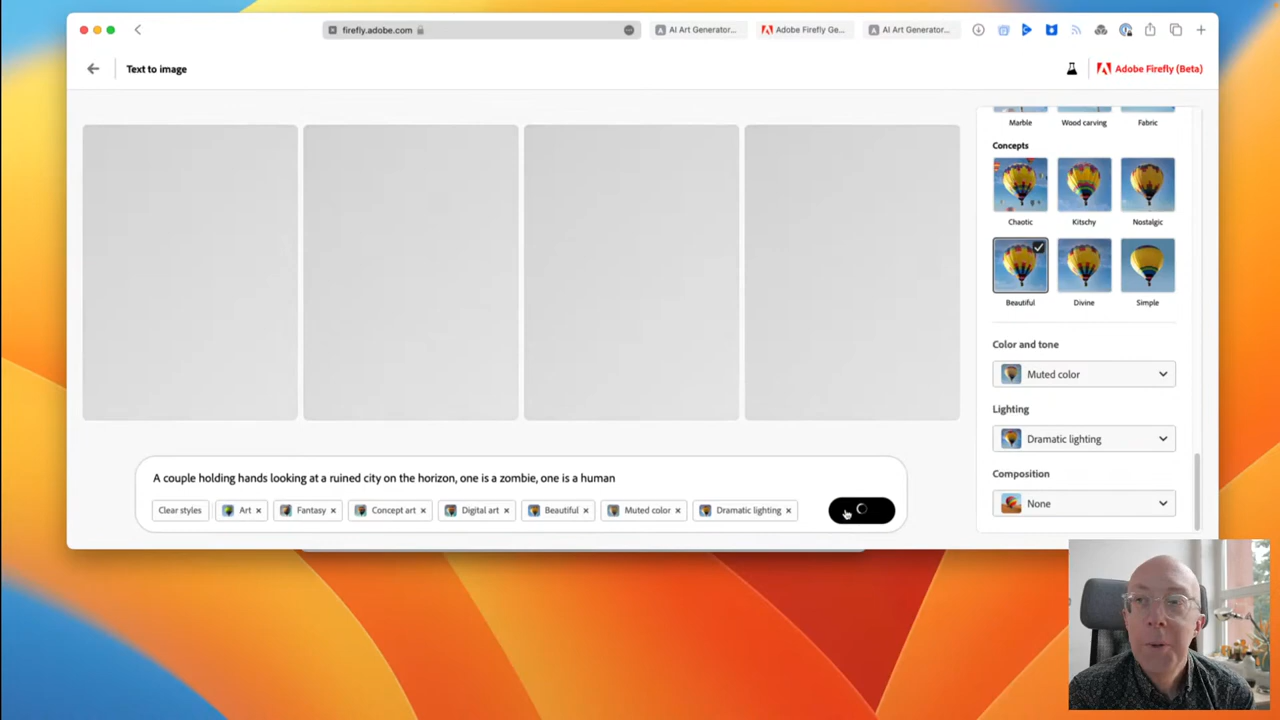 firefly.adobe.com
AI Art Generator...
Adobe Firefly Ge...
AI Art Generator...
Text to image
Adobe Firefly (Beta)
Marble
Wood carving
Fabric
Concepts
Chaotic
Kitschy
Nostalgic
Beautiful
Divine
Simple
Color and tone
Muted color
Lighting
Dramatic lighting
Composition
None
A couple holding hands looking at a ruined city on the horizon, one is a zombie, one is a human
Clear styles
Art ×
Fantasy ×
Concept art ×
Digital art ×
Beautiful ×
Muted color ×
Dramatic lighting ×